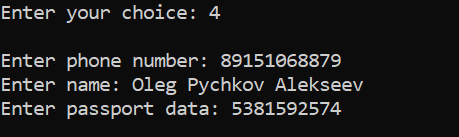 Enter your choice: 4
Enter phone number: 89151068879
Enter name: Oleg Pychkov Alekseev
Enter passport data: 5381592574